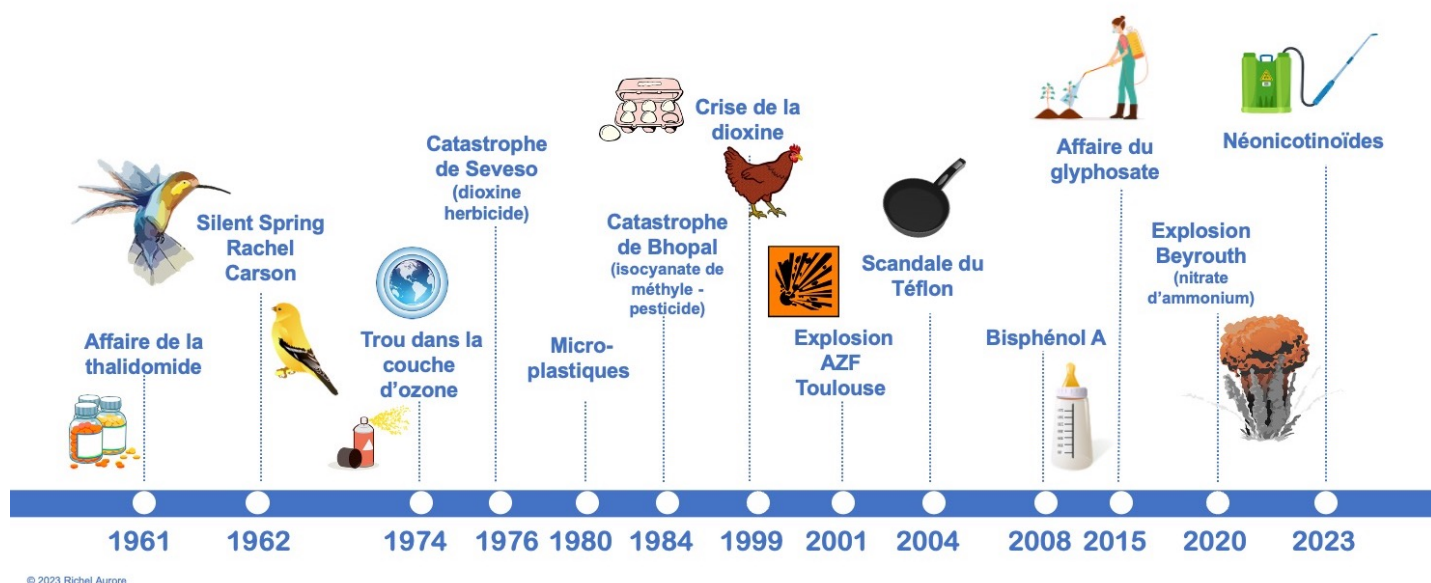 Affaire de la
thalidomide
Silent Spring
Rachel
Carson
Trou dans la
couche
d'ozone
Catastrophe
de Seveso
(dioxine
herbicide)
Micro-
plastiques
Catastrophe
de Bhopal
(isocyanate de
méthyle -
pesticide)
Crise de la
dioxine
Explosion
AZF
Toulouse
Scandale du
Téflon
Bisphénol A
Affaire du
glyphosate
Explosion
Beyrouth
(nitrate
d'ammonium)
Néonicotinoïdes
1961 1962 1974 1976 1980 1984 1999 2001 2004 2008 2015 2020 2023
© 2023 Richel Aurore